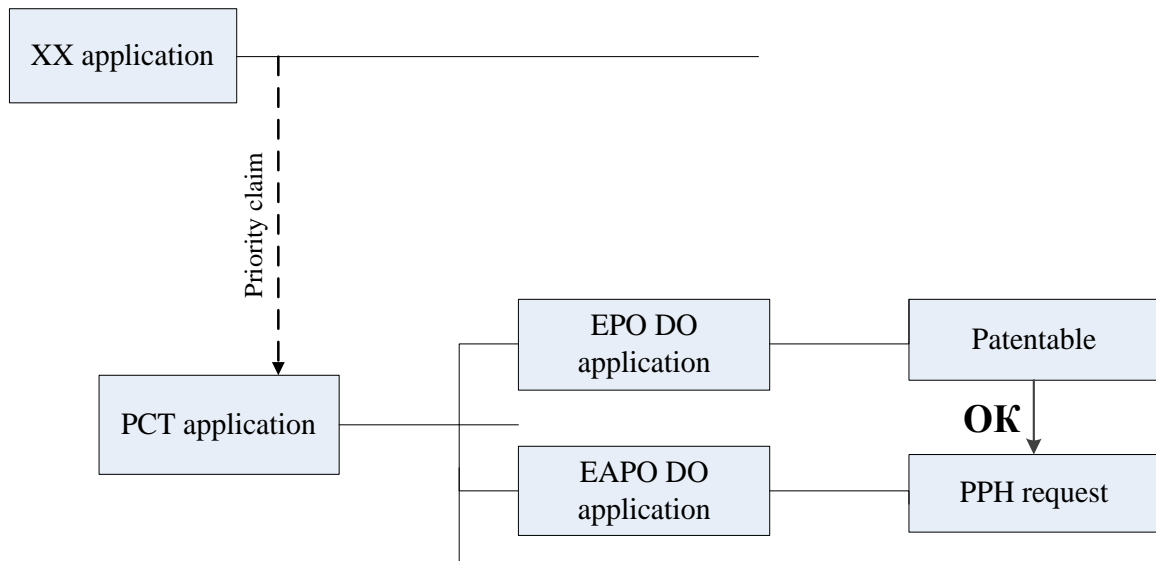 XX application
Priority claim
EPO DO
application
Patentable
PCT application
OK
EAPO DO
application
PPH request